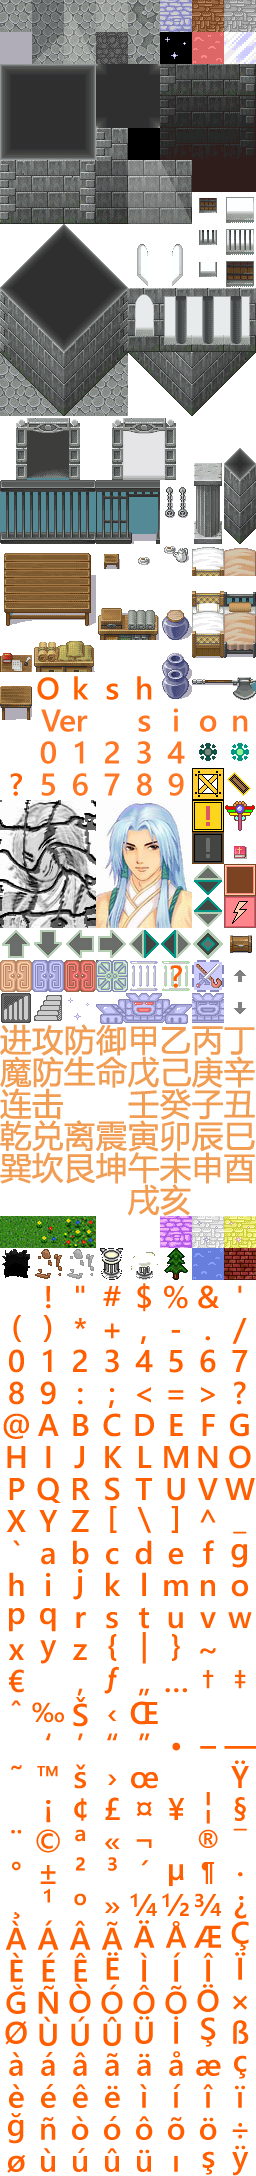 O k s h
Ver s i o n
0 1 2 3 4
? 5 6 7 8 9
!
!
?
进攻防御甲乙丙丁
魔防生命戊己庚辛
连击 壬癸子丑
乾兑离震寅卯辰巳
巽坎艮坤午未申酉
戌亥
! " # $ % & '
( ) * + , - . /
0 1 2 3 4 5 6 7
8 9 : ; < = > ?
@ A B C D E F G
H I J K L M N O
P Q R S T U V W
X Y Z [ \ ] ^ _
` a b c d e f g
h i j k l m n o
p q r s t u v w
x y z { | } ~
€ ‚ ƒ „ … † ‡
ˆ ‰ Š ‹ Œ
‘ ’ “ ” • – —
˜ ™ š › œ Ÿ
¡ ¢ £ ¤ ¥ ¦ §
¨ © ª « ¬ ® ¯
° ± ² ³ ´ µ ¶ ·
¹ º » ¼ ½ ¾ ¿
À Á Â Ã Ä Å Æ Ç
È É Ê Ë Ì Í Î Ï
Ğ Ñ Ò Ó Ô Õ Ö ×
Ø Ù Ú Û Ü İ Ş ß
à á â ã ä å æ ç
è é ê ë ì í î ï
ğ ñ ò ó ô õ ö ÷
ø ù ú û ü ı ş ÿ